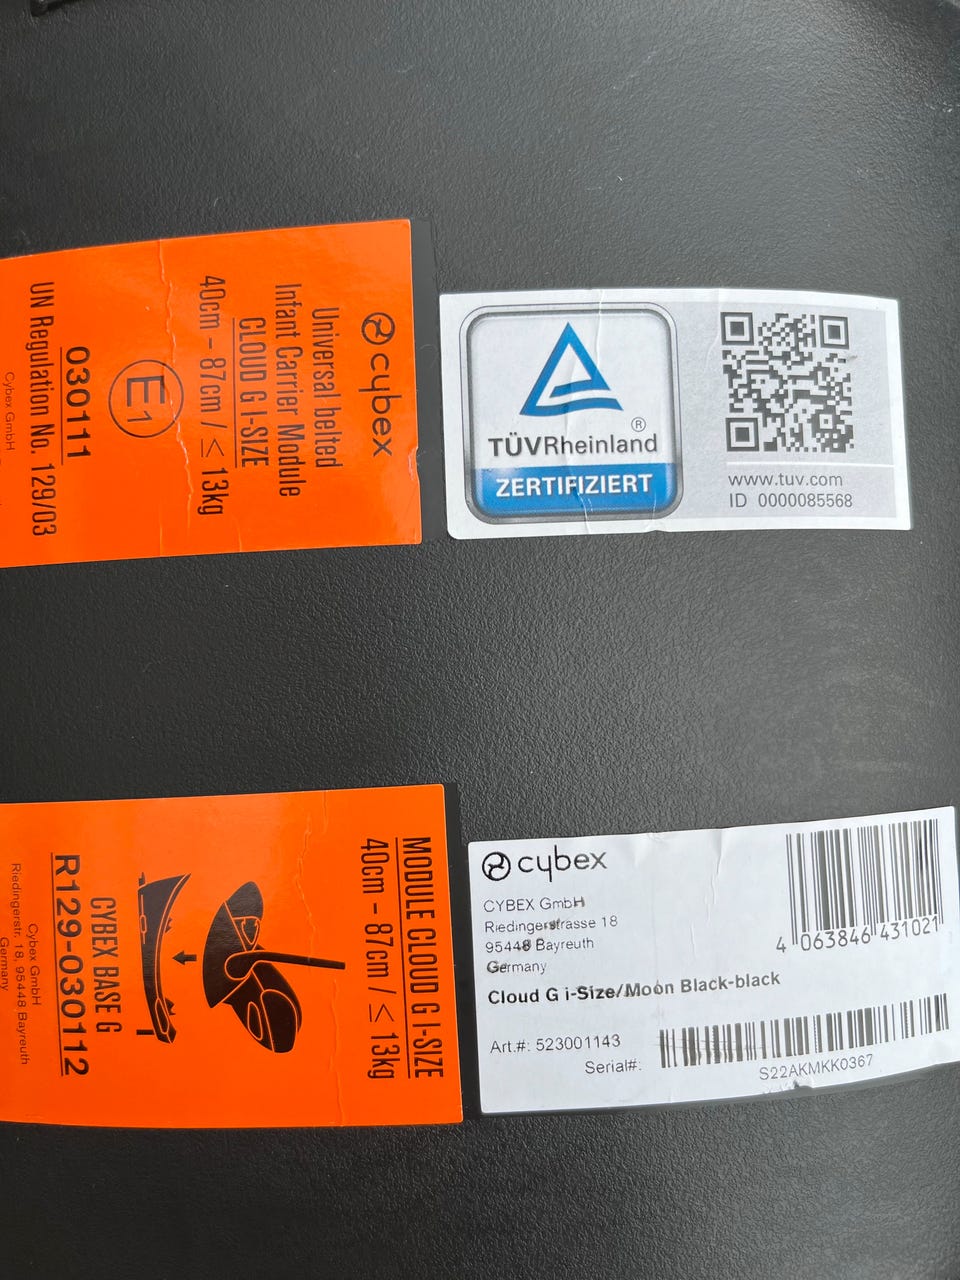 cybex
Universal belted
Infant Carrier Module
CLOUD G I-SIZE
40cm – 87cm / ≤ 13kg
E1
030111
UN Regulation No. 129/03
Cybex GmbH
®
TÜVRheinland
ZERTIFIZIERT
www.tuv.com
ID 0000085568
MODULE CLOUD G I-SIZE
40cm – 87cm / ≤ 13kg
CYBEX BASE G
R129-030112
Cybex GmbH
Riedingerstr. 18, 95448 Bayreuth
Germany
cybex
CYBEX GmbH
Riedingerstrasse 18
95448 Bayreuth
Germany
4 063846 431021
Cloud G i-Size/Moon Black-black
Art.#: 523001143
Serial#:
S22AKMKK0367